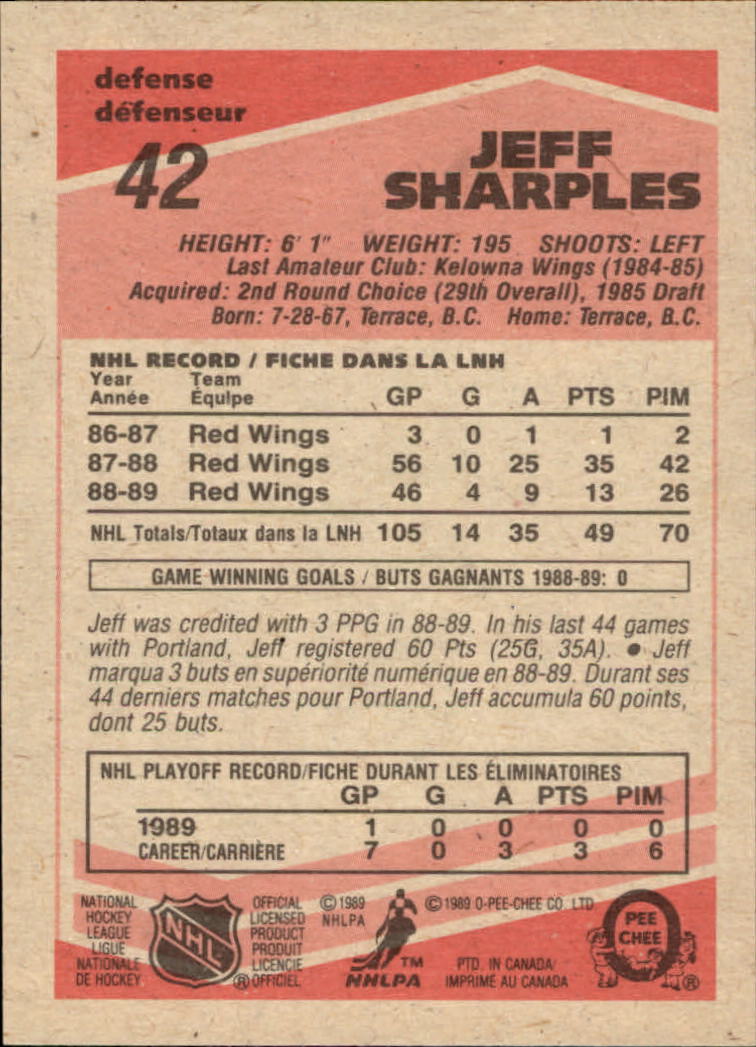 defense
défenseur
42
JEFF
SHARPLES
HEIGHT: 6' 1" WEIGHT: 195 SHOOTS: LEFT
Last Amateur Club: Kelowna Wings (1984-85)
Acquired: 2nd Round Choice (29th Overall), 1985 Draft
Born: 7-28-67, Terrace, B.C. Home: Terrace, B.C.
NHL RECORD / FICHE DANS LA LNH
Year Team
Année Équipe GP G A PTS PIM
86-87 Red Wings 3 0 1 1 2
87-88 Red Wings 56 10 25 35 42
88-89 Red Wings 46 4 9 13 26
NHL Totals/Totaux dans la LNH 105 14 35 49 70
GAME WINNING GOALS / BUTS GAGNANTS 1988-89: 0
Jeff was credited with 3 PPG in 88-89. In his last 44 games
with Portland, Jeff registered 60 Pts (25G, 35A). ● Jeff
marqua 3 buts en supériorité numérique en 88-89. Durant ses
44 derniers matches pour Portland, Jeff accumula 60 points,
dont 25 buts.
NHL PLAYOFF RECORD/FICHE DURANT LES ÉLIMINATOIRES
GP G A PTS PIM
1989 1 0 0 0 0
CAREER/CARRIÈRE 7 0 3 3 6
NATIONAL
HOCKEY
LEAGUE
LIGUE
NATIONALE
DE HOCKEY
NHL
OFFICIAL
LICENSED
PRODUCT
PRODUIT
LICENCIE
® OFFICIEL
© 1989
NHLPA
TM
NHLPA
© 1989 O-PEE-CHEE CO. LTD
PTD. IN CANADA/
IMPRIMÉ AU CANADA
PEE
CHEE
®